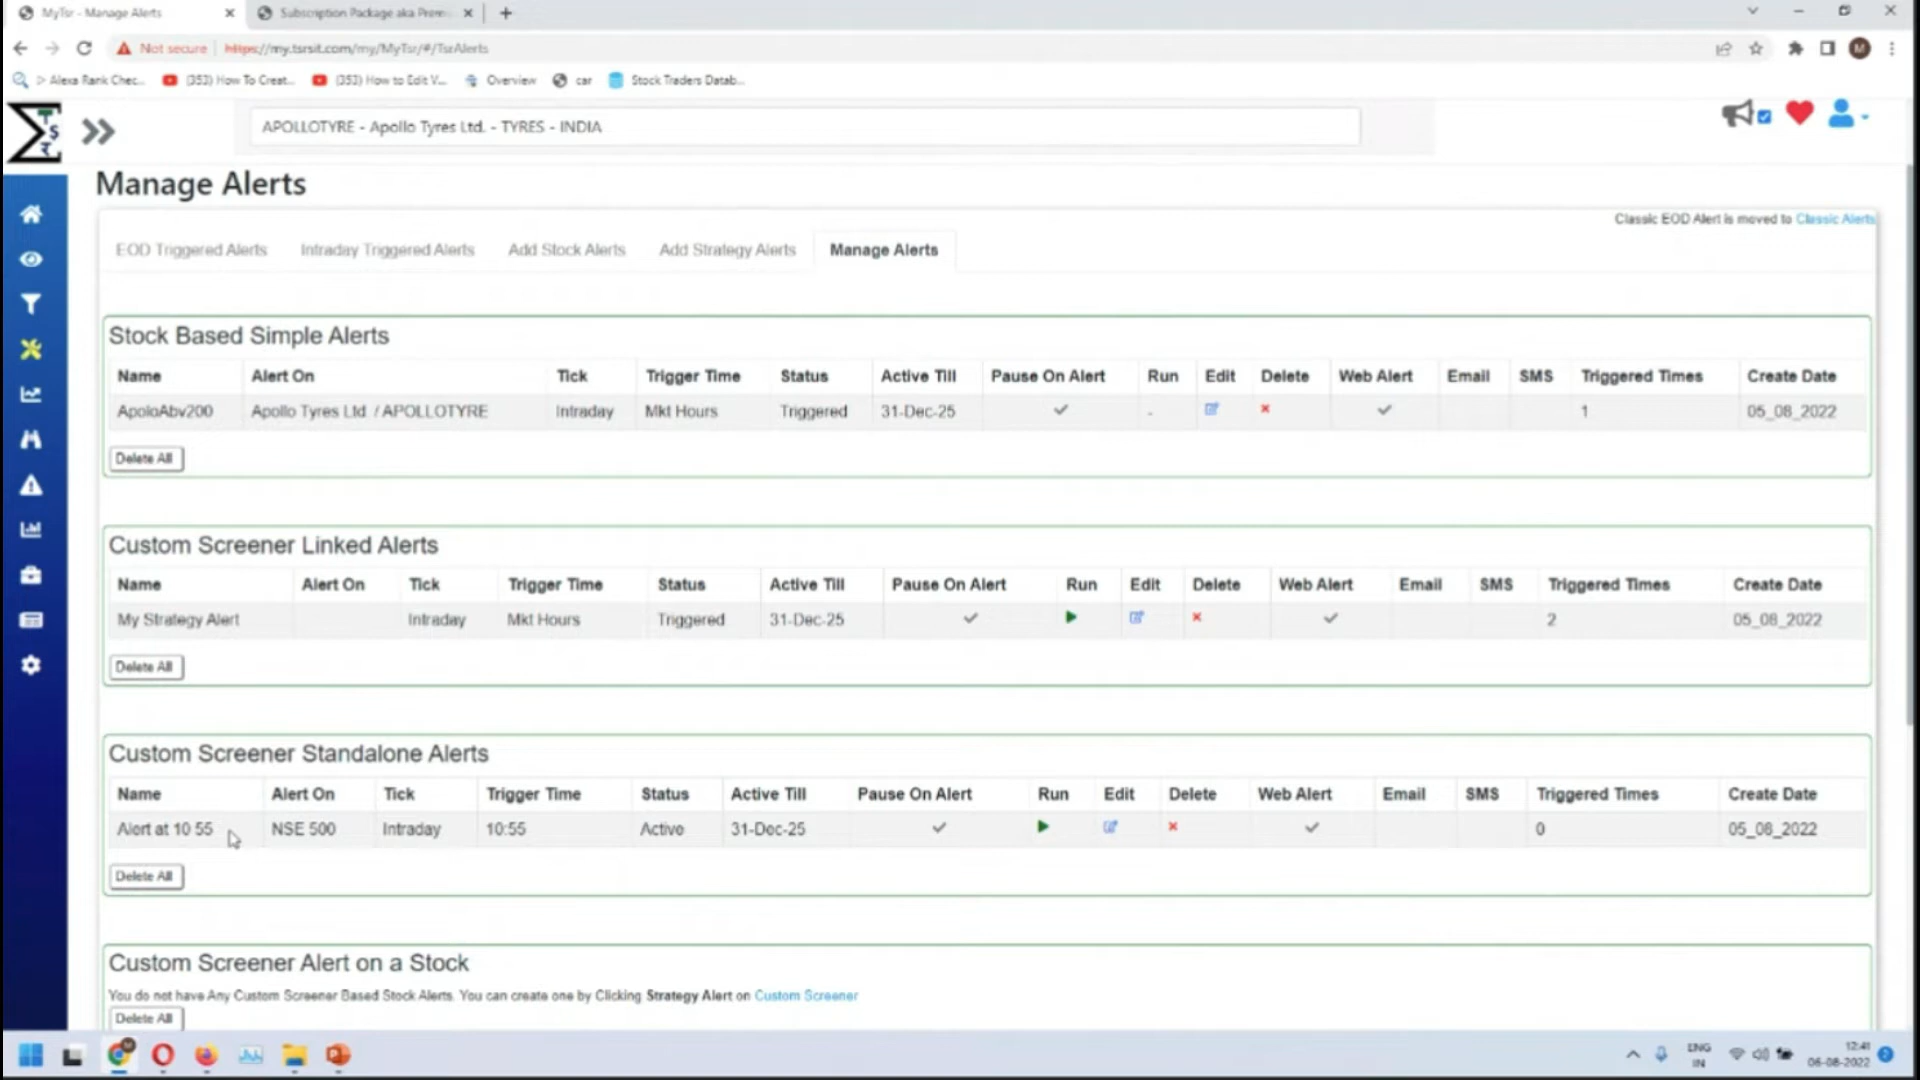 MyTsr - Manage Alerts
Subscription Package aka Prem
Not secure
https://my.tsrsit.com/my/MyTsr/#/TsrAlerts
M
> Alexa Rank Chec...
(353) How To Creat...
(353) How to Edit V...
Overview
car
Stock Traders Datab...
APOLLOTYRE - Apollo Tyres Ltd. - TYRES - INDIA
Manage Alerts
Classic EOD Alert is moved to Classic Alerts
EOD Triggered Alerts Intraday Triggered Alerts Add Stock Alerts Add Strategy Alerts Manage Alerts
Stock Based Simple Alerts
Name Alert On Tick Trigger Time Status Active Till Pause On Alert Run Edit Delete Web Alert Email SMS Triggered Times Create Date
ApoloAbv200 Apollo Tyres Ltd. / APOLLOTYRE Intraday Mkt Hours Triggered 31-Dec-25 - 1 05_08_2022
Delete All
Custom Screener Linked Alerts
Name Alert On Tick Trigger Time Status Active Till Pause On Alert Run Edit Delete Web Alert Email SMS Triggered Times Create Date
My Strategy Alert Intraday Mkt Hours Triggered 31-Dec-25 2 05_08_2022
Delete All
Custom Screener Standalone Alerts
Name Alert On Tick Trigger Time Status Active Till Pause On Alert Run Edit Delete Web Alert Email SMS Triggered Times Create Date
Alert at 10 55 NSE 500 Intraday 10:55 Active 31-Dec-25 0 05_08_2022
Delete All
Custom Screener Alert on a Stock
You do not have Any Custom Screener Based Stock Alerts. You can create one by Clicking Strategy Alert on Custom Screener
Delete All
ENG
IN
12:41
06-08-2022
2